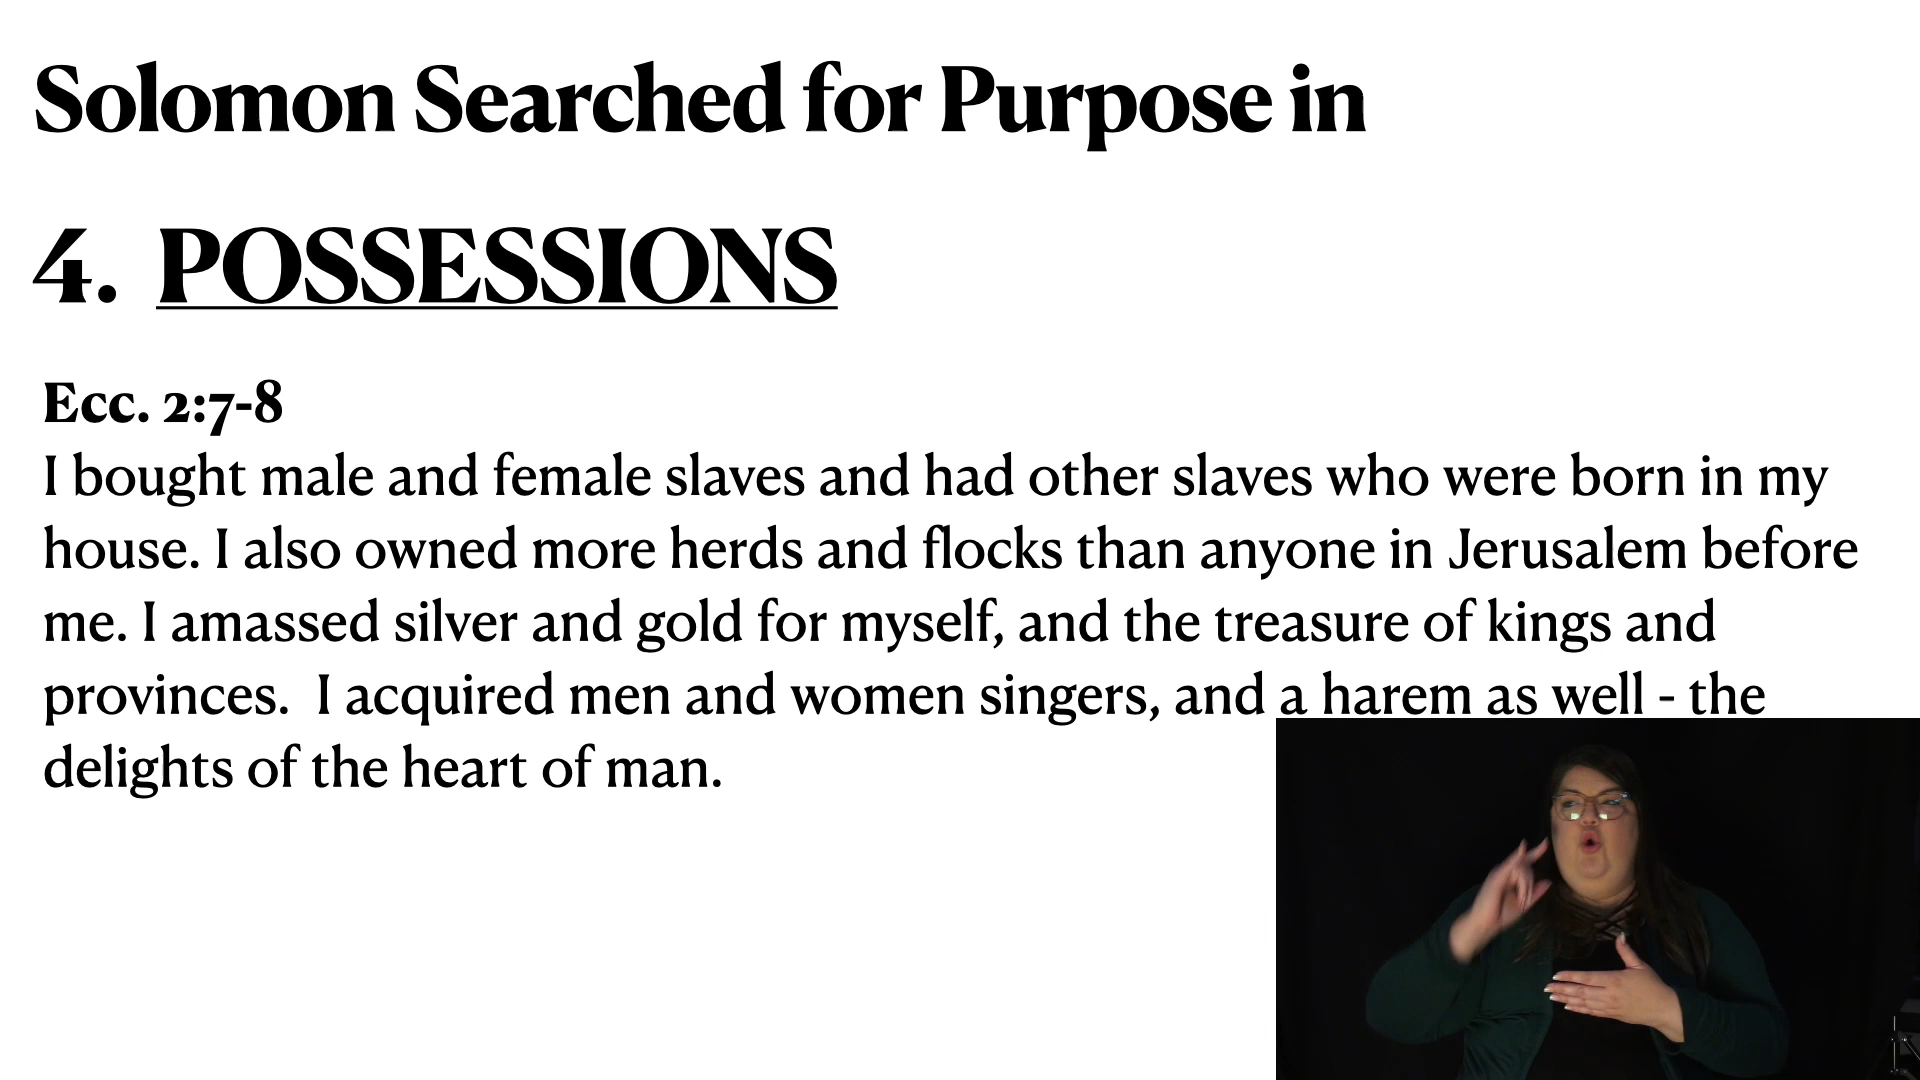 Solomon Searched for Purpose in
4. POSSESSIONS
Ecc. 2:7-8
I bought male and female slaves and had other slaves who were born in my
house. I also owned more herds and flocks than anyone in Jerusalem before
me. I amassed silver and gold for myself, and the treasure of kings and
provinces.  I acquired men and women singers, and a harem as well - the
delights of the heart of man.